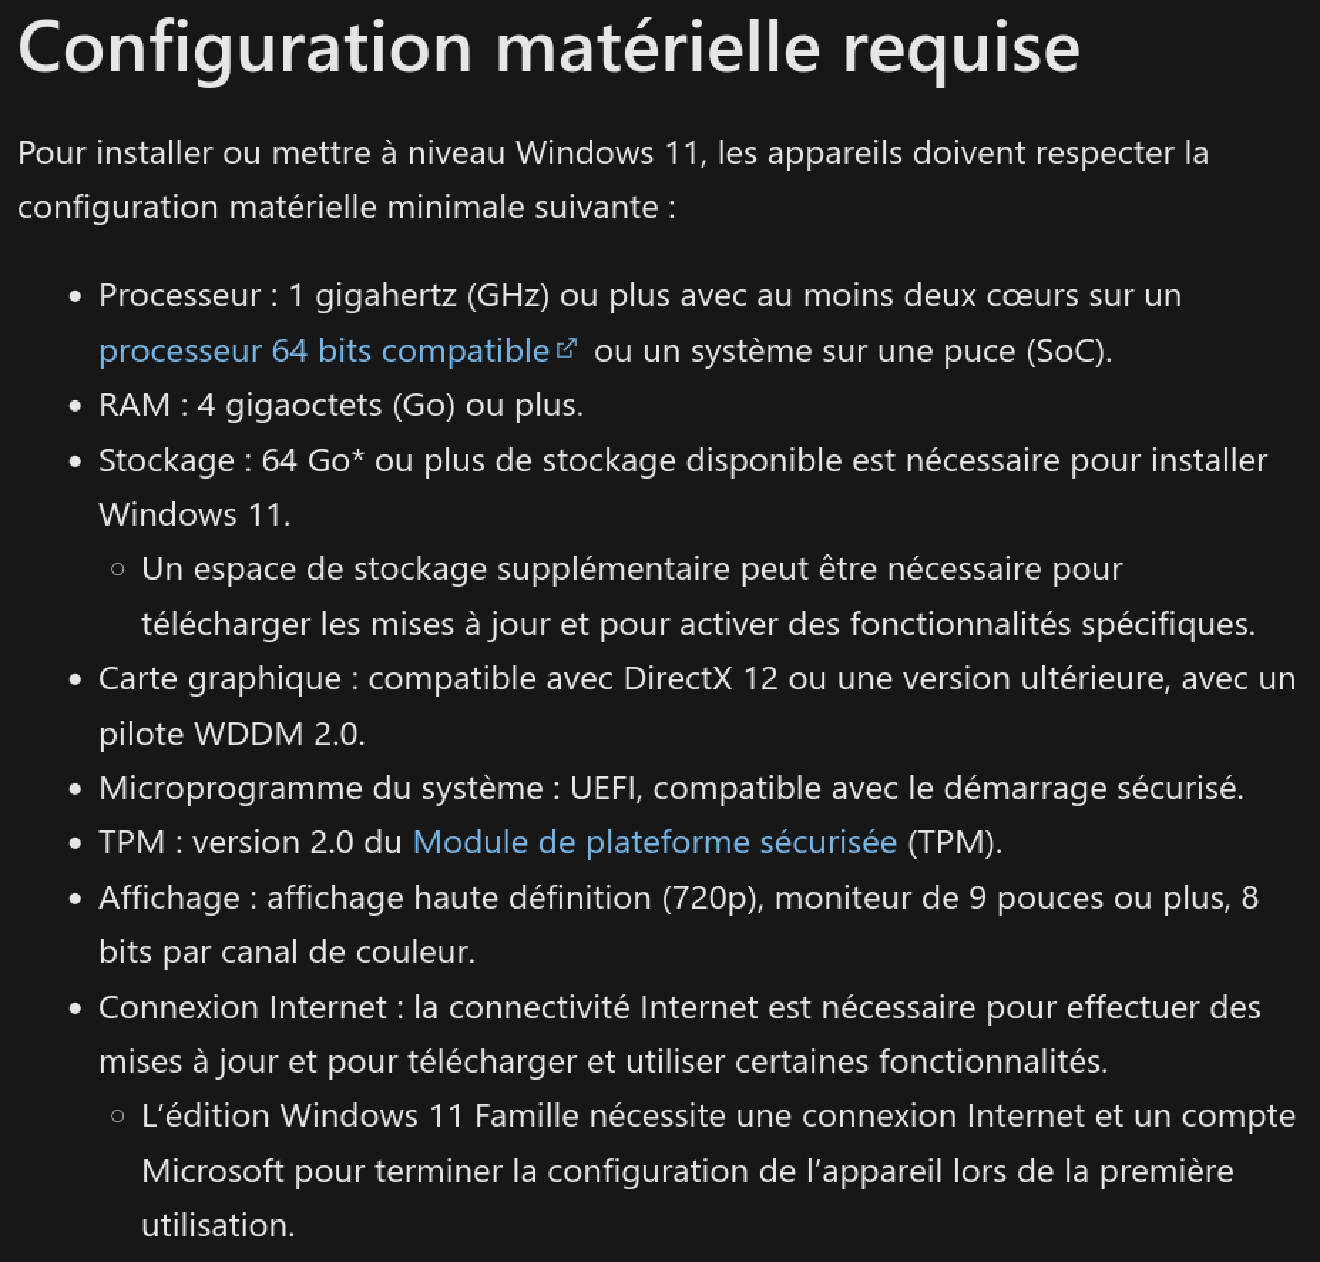 Configuration matérielle requise
Pour installer ou mettre à niveau Windows 11, les appareils doivent respecter la
configuration matérielle minimale suivante :
• Processeur : 1 gigahertz (GHz) ou plus avec au moins deux cœurs sur un
processeur 64 bits compatible ou un système sur une puce (SoC).
• RAM : 4 gigaoctets (Go) ou plus.
• Stockage : 64 Go* ou plus de stockage disponible est nécessaire pour installer
Windows 11.
◦ Un espace de stockage supplémentaire peut être nécessaire pour
télécharger les mises à jour et pour activer des fonctionnalités spécifiques.
• Carte graphique : compatible avec DirectX 12 ou une version ultérieure, avec un
pilote WDDM 2.0.
• Microprogramme du système : UEFI, compatible avec le démarrage sécurisé.
• TPM : version 2.0 du Module de plateforme sécurisée (TPM).
• Affichage : affichage haute définition (720p), moniteur de 9 pouces ou plus, 8
bits par canal de couleur.
• Connexion Internet : la connectivité Internet est nécessaire pour effectuer des
mises à jour et pour télécharger et utiliser certaines fonctionnalités.
◦ L’édition Windows 11 Famille nécessite une connexion Internet et un compte
Microsoft pour terminer la configuration de l’appareil lors de la première
utilisation.